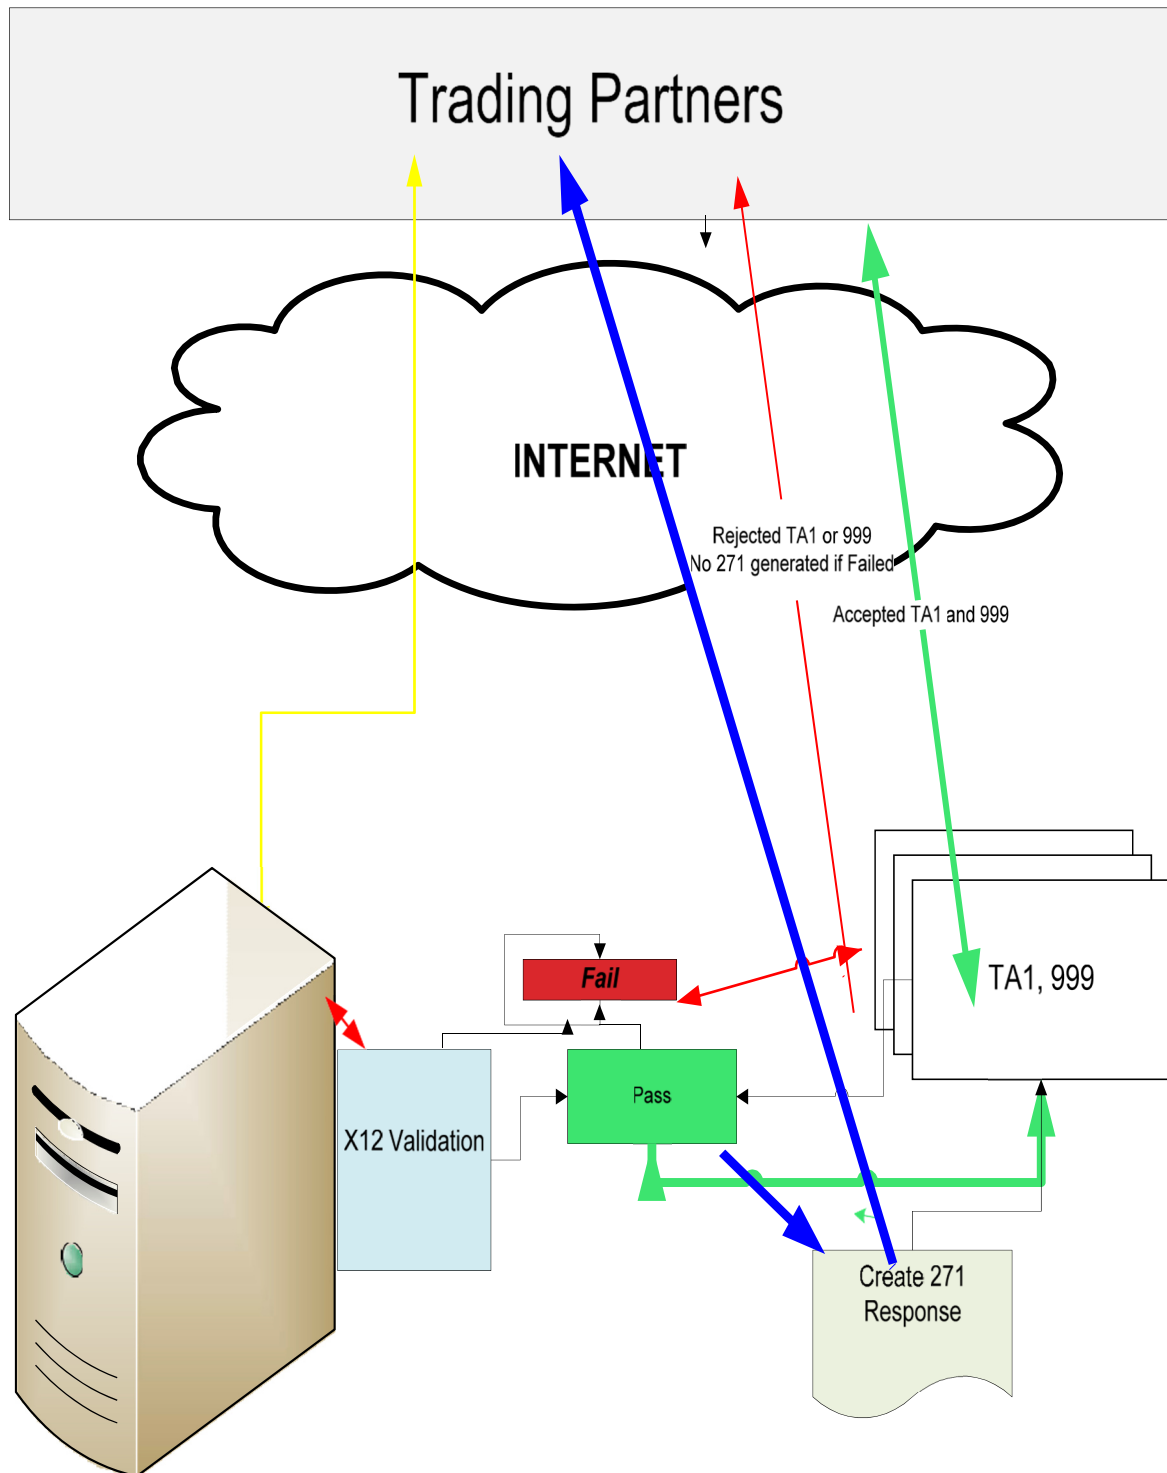 Trading Partners
INTERNET
Rejected TA1 or 999
No 271 generated if Failed
Accepted TA1 and 999
Fail
TA1, 999
Pass
X12 Validation
Create 271
Response